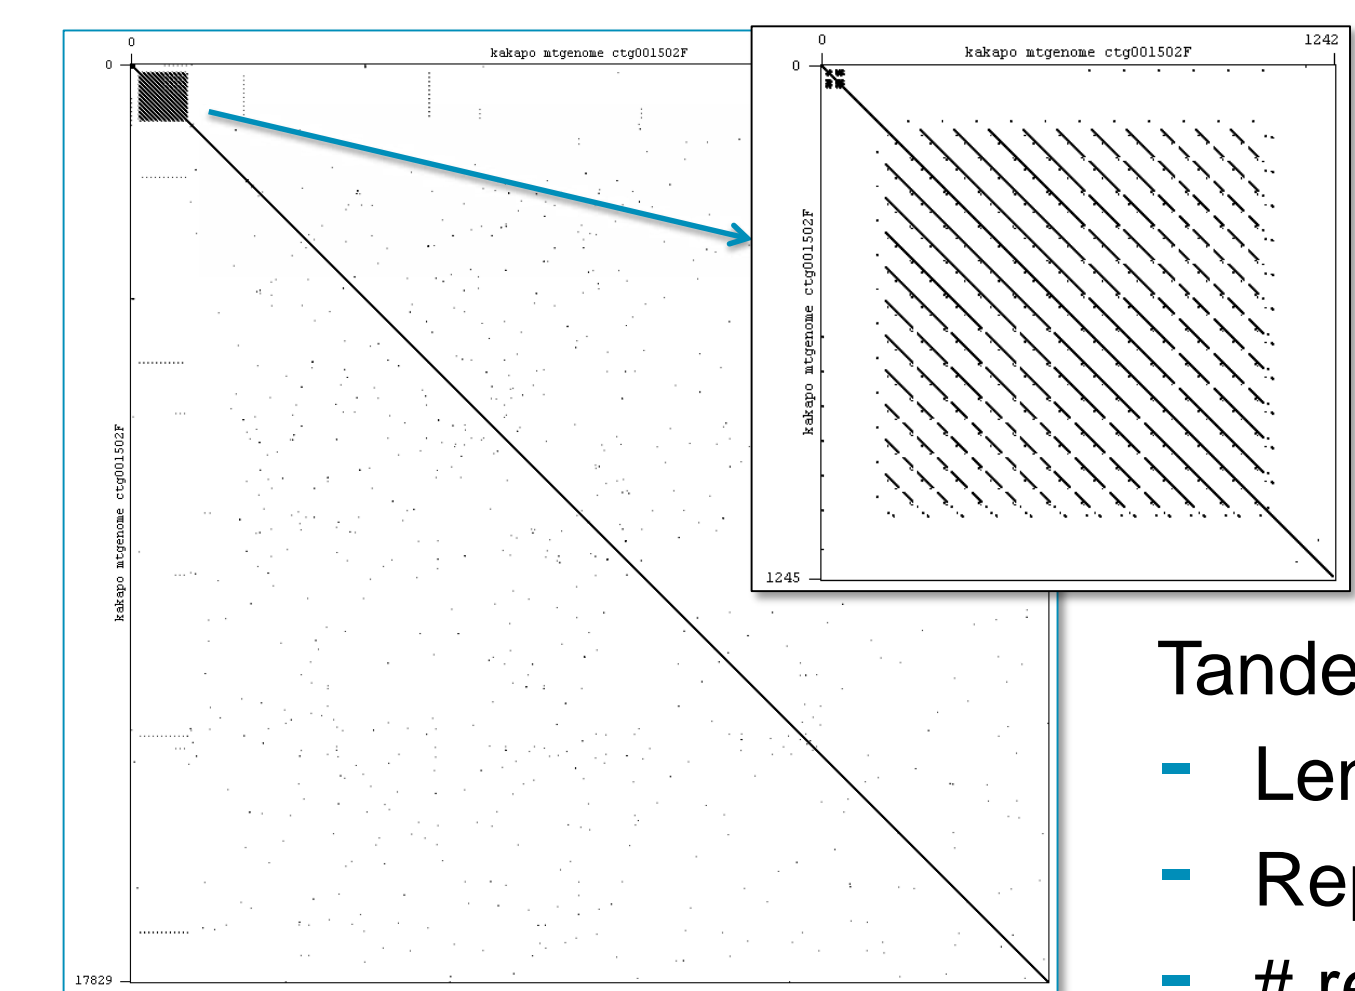 0
kakapo mtgenome ctg001502F
0
kakapo mtgenome ctg001502F
17829
0
1242
kakapo mtgenome ctg001502F
0
kakapo mtgenome ctg001502F
1245
Tande
- Ler
- Rep
- # re